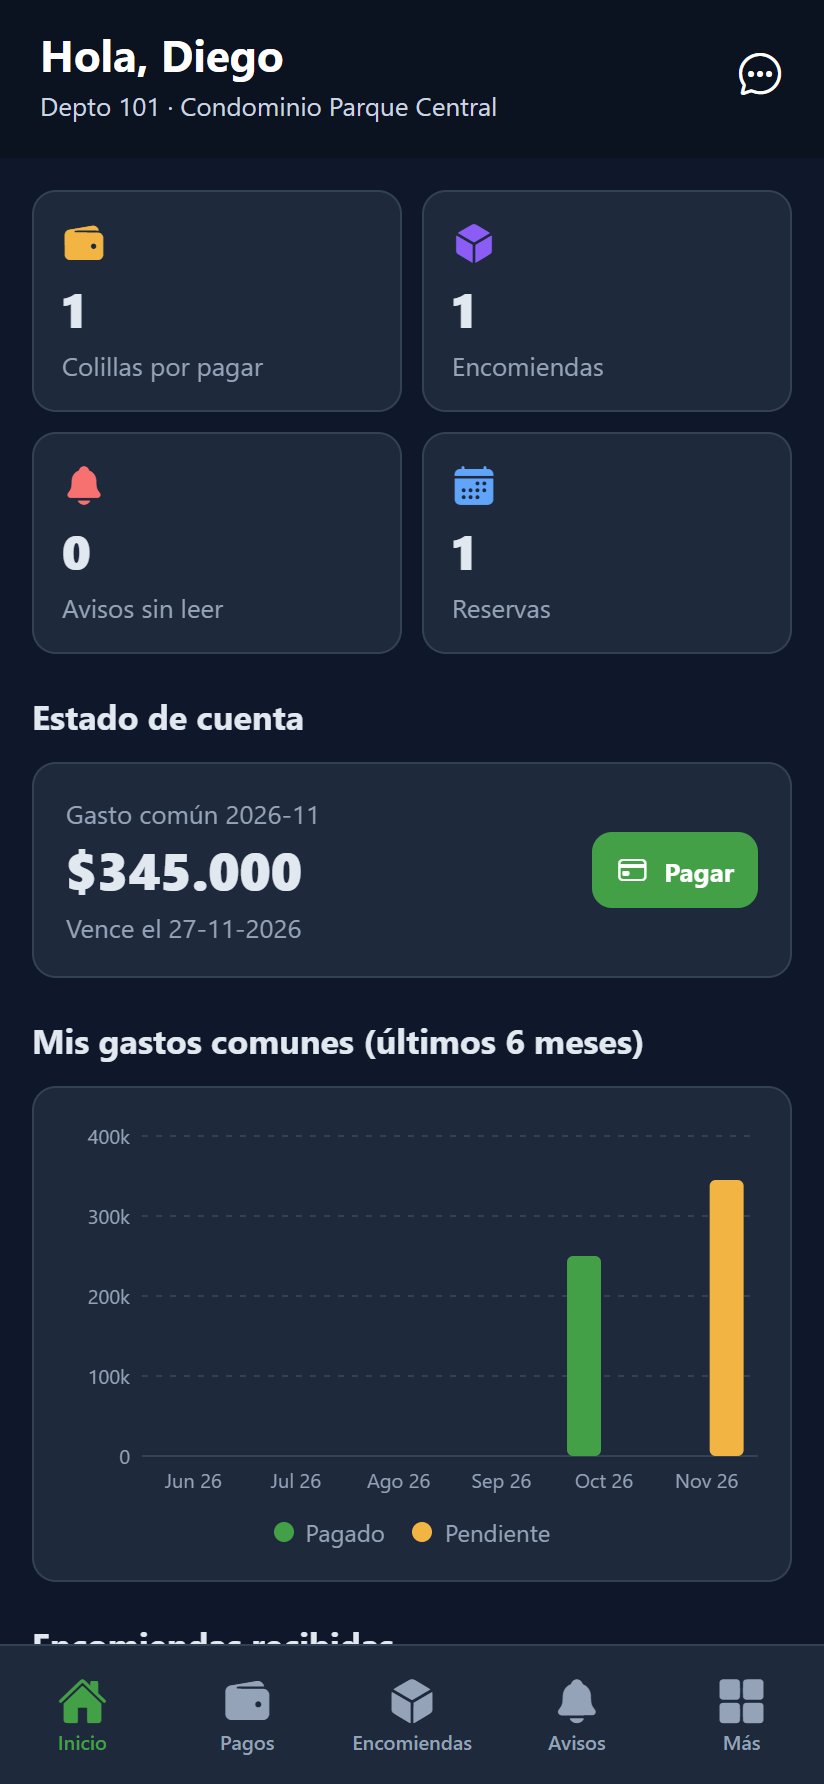 Hola, Diego
Depto 101 · Condominio Parque Central
1
Colillas por pagar
1
Encomiendas
0
Avisos sin leer
1
Reservas
Estado de cuenta
Gasto común 2026-11
$345.000
Vence el 27-11-2026
Pagar
Mis gastos comunes (últimos 6 meses)
400k
300k
200k
100k
0
Jun 26 Jul 26 Ago 26 Sep 26 Oct 26 Nov 26
Pagado Pendiente
Encomiendas recibidas
Inicio Pagos Encomiendas Avisos Más